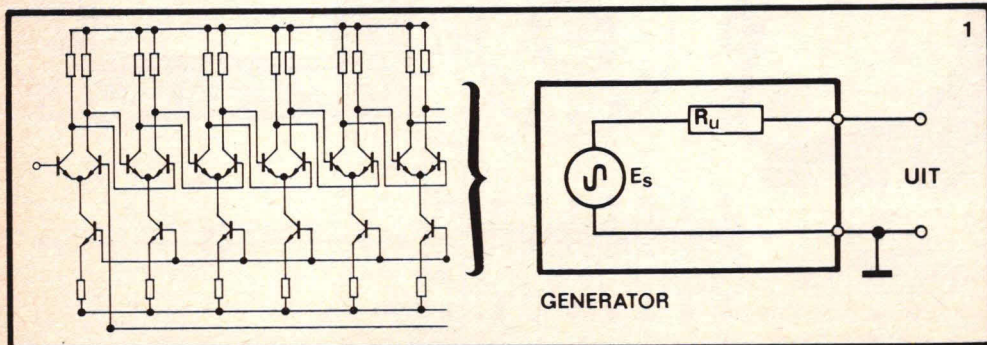 1
Ru
Es
UIT
GENERATOR